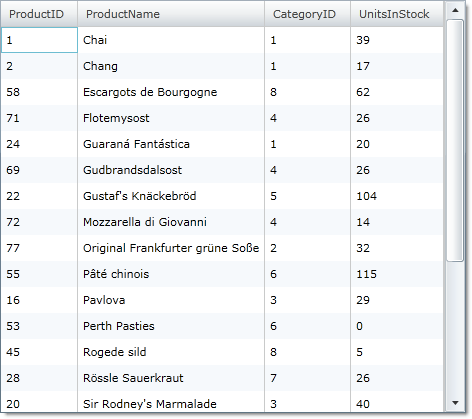 ProductID ProductName CategoryID UnitsInStock
1 Chai 1 39
2 Chang 1 17
58 Escargots de Bourgogne 8 62
71 Flotemysost 4 26
24 Guaraná Fantástica 1 20
69 Gudbrandsdalsost 4 26
22 Gustaf's Knäckebröd 5 104
72 Mozzarella di Giovanni 4 14
77 Original Frankfurter grüne Soße 2 32
55 Pâté chinois 6 115
16 Pavlova 3 29
53 Perth Pasties 6 0
45 Rogede sild 8 5
28 Rössle Sauerkraut 7 26
20 Sir Rodney's Marmalade 3 40